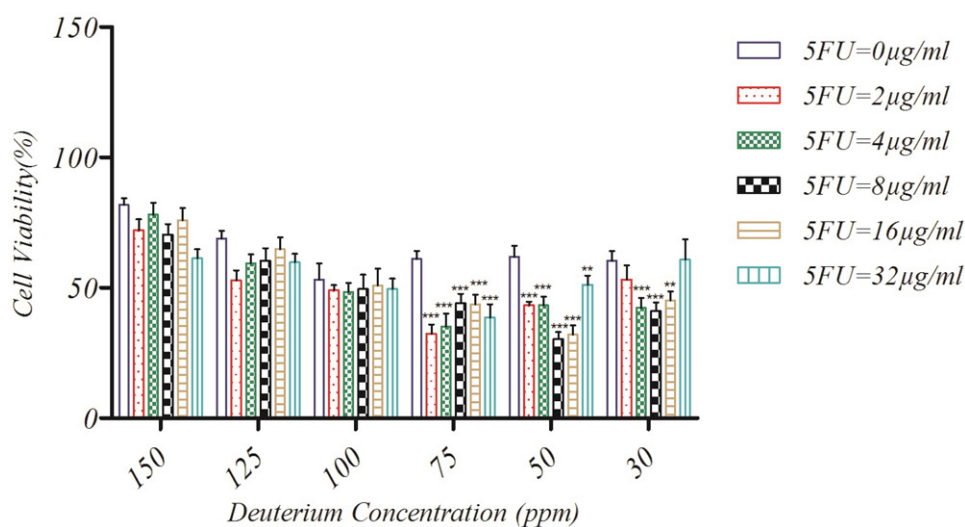 150
100
50
0
Cell Viability(%)
5FU=0µg/ml
5FU=2µg/ml
5FU=4µg/ml
5FU=8µg/ml
5FU=16µg/ml
5FU=32µg/ml
*** *** *** *** ***
*** *** *** *** **
*** *** **
150 125 100 75 50 30
Deuterium Concentration (ppm)